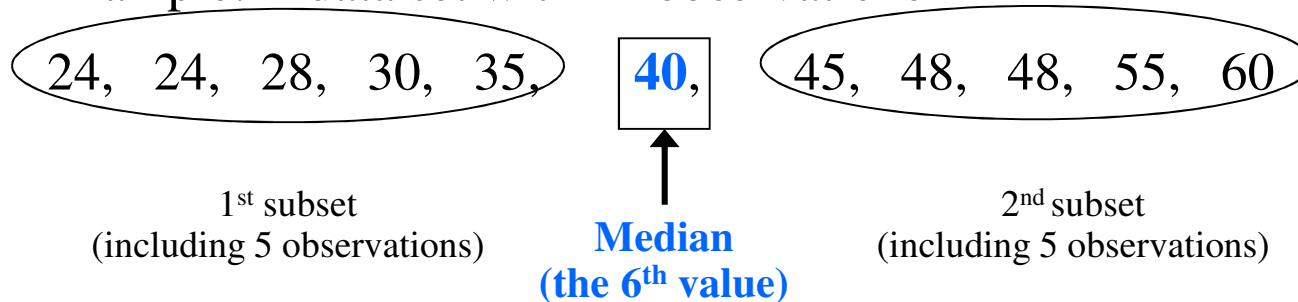 24, 24, 28, 30, 35, 40, 45, 48, 48, 55, 60
1st subset
(including 5 observations)
Median
(the 6th value)
2nd subset
(including 5 observations)